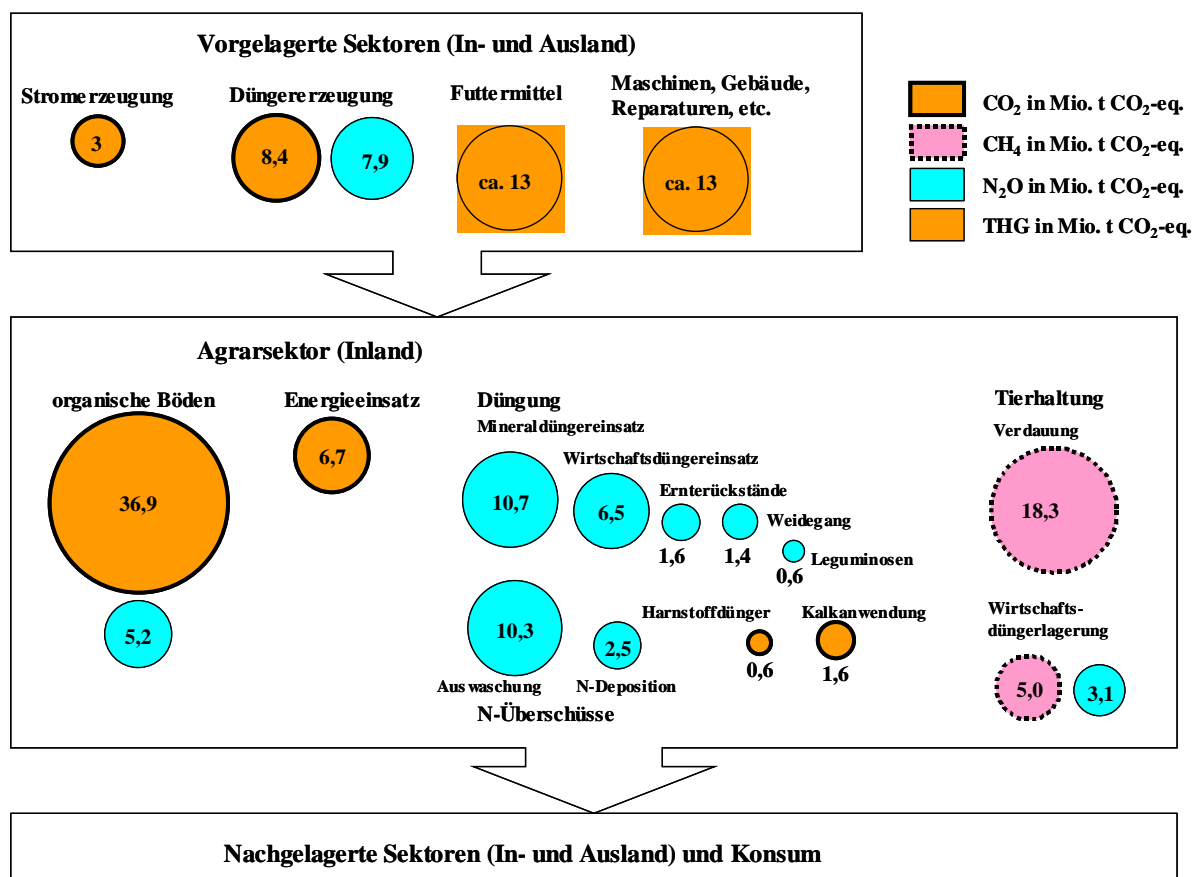 Vorgelagerte Sektoren (In- und Ausland)
Stromerzeugung
Düngererzeugung
Futtermittel
Maschinen, Gebäude,
Reparaturen, etc.
3
8,4
7,9
ca. 13
ca. 13
CO₂ in Mio. t CO₂-eq.
CH₄ in Mio. t CO₂-eq.
N₂O in Mio. t CO₂-eq.
THG in Mio. t CO₂-eq.
Agrarsektor (Inland)
organische Böden
Energieeinsatz
Düngung
Tierhaltung
Mineraldüngereinsatz
Verdauung
Wirtschaftsdüngereinsatz
Ernterückstände
Weidegang
Leguminosen
36,9
6,7
10,7
6,5
1,6
1,4
0,6
18,3
5,2
10,3
2,5
Harnstoffdünger
Kalkanwendung
0,6
1,6
Wirtschafts-
düngerlagerung
5,0
3,1
Auswaschung
N-Deposition
N-Überschüsse
Nachgelagerte Sektoren (In- und Ausland) und Konsum